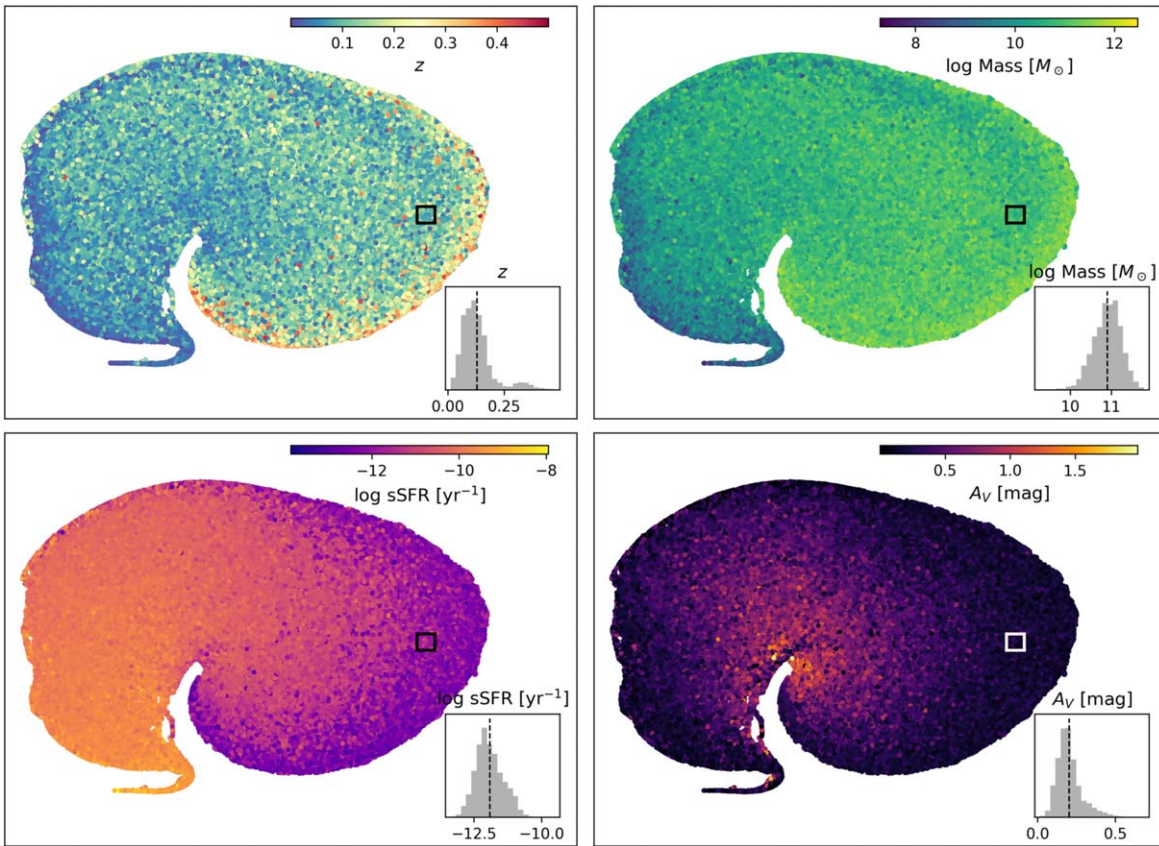 0.1 0.2 0.3 0.4
z
z
0.00 0.25
8 10 12
log Mass [M⊙]
log Mass [M⊙]
10 11
−12 −10 −8
log sSFR [yr⁻¹]
log sSFR [yr⁻¹]
−12.5 −10.0
0.5 1.0 1.5
A_V [mag]
A_V [mag]
0.0 0.5